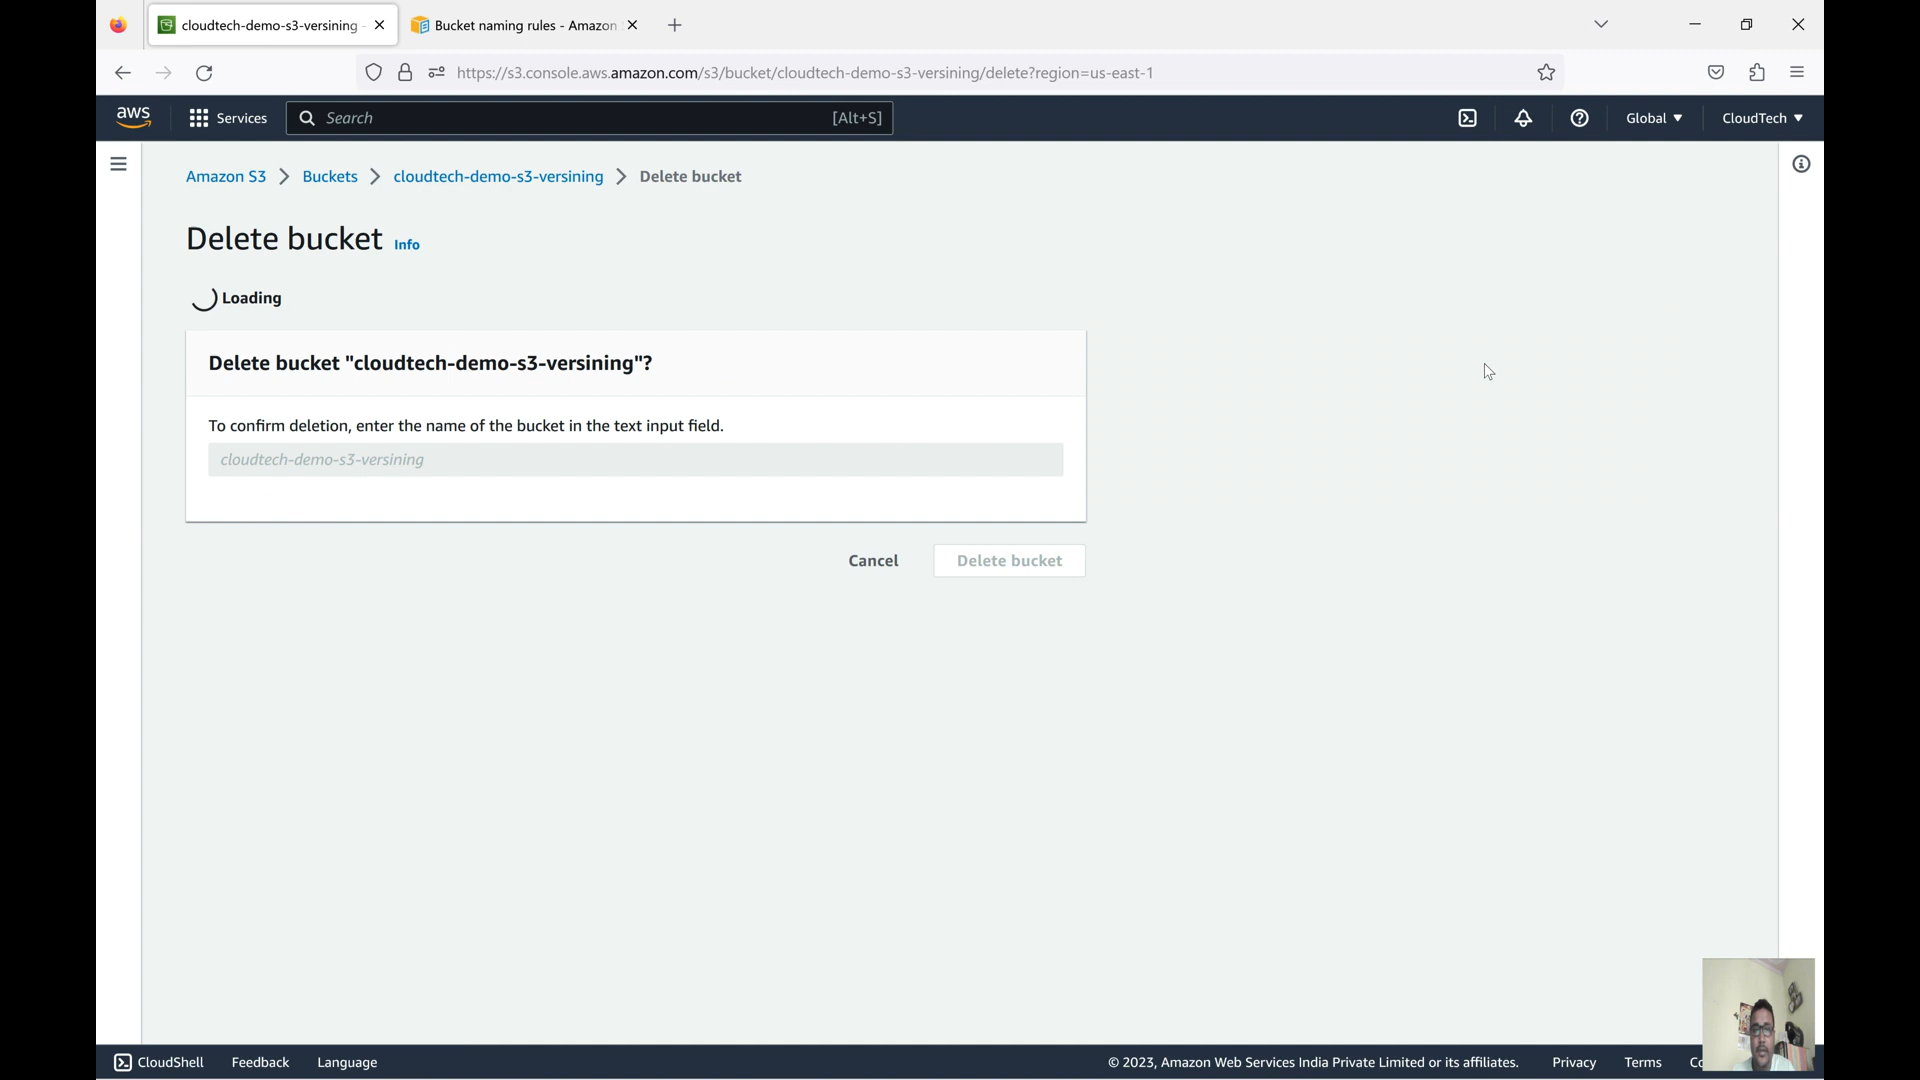 cloudtech-demo-s3-versining -
Bucket naming rules - Amazon
https://s3.console.aws.amazon.com/s3/bucket/cloudtech-demo-s3-versining/delete?region=us-east-1
aws
Services
Search
[Alt+S]
Global
CloudTech
Amazon S3
Buckets
cloudtech-demo-s3-versining
Delete bucket
Delete bucket Info
Loading
Delete bucket "cloudtech-demo-s3-versining"?
To confirm deletion, enter the name of the bucket in the text input field.
cloudtech-demo-s3-versining
Cancel
Delete bucket
CloudShell
Feedback
Language
© 2023, Amazon Web Services India Private Limited or its affiliates.
Privacy
Terms